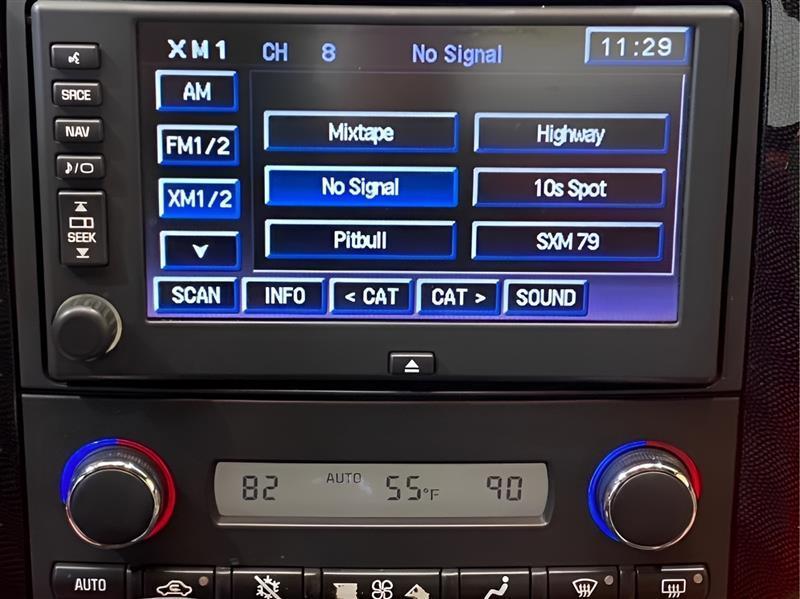 XM1 CH 8 No Signal 11:29
SRCE
NAV
♪/
SEEK
AM
FM1/2
XM1/2
Mixtape Highway
No Signal 10s Spot
Pitbull SXM 79
SCAN INFO < CAT CAT > SOUND
82 AUTO 55°F 90
AUTO